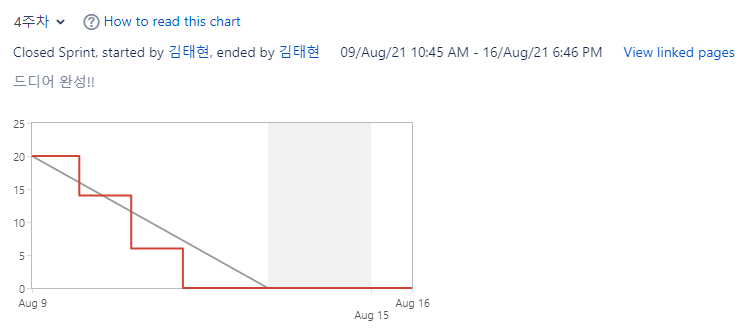 4주차 How to read this chart
Closed Sprint, started by 김태현, ended by 김태현 09/Aug/21 10:45 AM - 16/Aug/21 6:46 PM View linked pages
드디어 완성!!
25
20
15
10
5
0
Aug 9 Aug 16
Aug 15